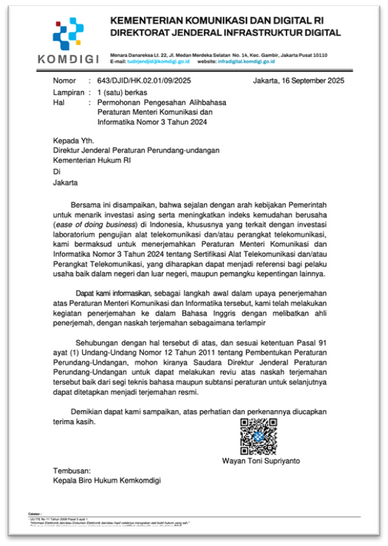 KEMENTERIAN KOMUNIKASI DAN DIGITAL RI
DIREKTORAT JENDERAL INFRASTRUKTUR DIGITAL
KOMDIGI
Menara Danareksa Lt. 22, Jl. Medan Merdeka Selatan No. 14, Kec. Gambir, Jakarta Pusat 10110
E-mail: tudirjendjid@komdigi.go.id website: infradigital.komdigi.go.id
Nomor : 643/DJID/HK.02.01/09/2025 Jakarta, 16 September 2025
Lampiran : 1 (satu) berkas
Hal : Permohonan Pengesahan Alihbahasa
Peraturan Menteri Komunikasi dan
Informatika Nomor 3 Tahun 2024
Kepada Yth.
Direktur Jenderal Peraturan Perundang-undangan
Kementerian Hukum RI
Di
Jakarta
Bersama ini disampaikan, bahwa sejalan dengan arah kebijakan Pemerintah
untuk menarik investasi asing serta meningkatkan indeks kemudahan berusaha
(ease of doing business) di Indonesia, khususnya yang terkait dengan investasi
laboratorium pengujian alat telekomunikasi dan/atau perangkat telekomunikasi,
kami bermaksud untuk menerjemahkan Peraturan Menteri Komunikasi dan
Informatika Nomor 3 Tahun 2024 tentang Sertifikasi Alat Telekomunikasi dan/atau
Perangkat Telekomunikasi, yang diharapkan dapat menjadi referensi bagi pelaku
usaha baik dalam negeri dan luar negeri, maupun pemangku kepentingan lainnya.
Dapat kami informasikan, sebagai langkah awal dalam upaya penerjemahan
atas Peraturan Menteri Komunikasi dan Informatika tersebut, kami telah melakukan
kegiatan penerjemahan ke dalam Bahasa Inggris dengan melibatkan ahli
penerjemah, dengan naskah terjemahan sebagaimana terlampir
Sehubungan dengan hal tersebut di atas, dan sesuai ketentuan Pasal 91
ayat (1) Undang-Undang Nomor 12 Tahun 2011 tentang Pembentukan Peraturan
Perundang-Undangan, mohon kiranya Saudara Direktur Jenderal Peraturan
Perundang-Undangan untuk dapat melakukan reviu atas naskah terjemahan
tersebut baik dari segi teknis bahasa maupun subtansi peraturan untuk selanjutnya
dapat ditetapkan menjadi terjemahan resmi.
Demikian dapat kami sampaikan, atas perhatian dan perkenannya diucapkan
terima kasih.
Wayan Toni Supriyanto
Tembusan:
Kepala Biro Hukum Kemkomdigi
Catatan :